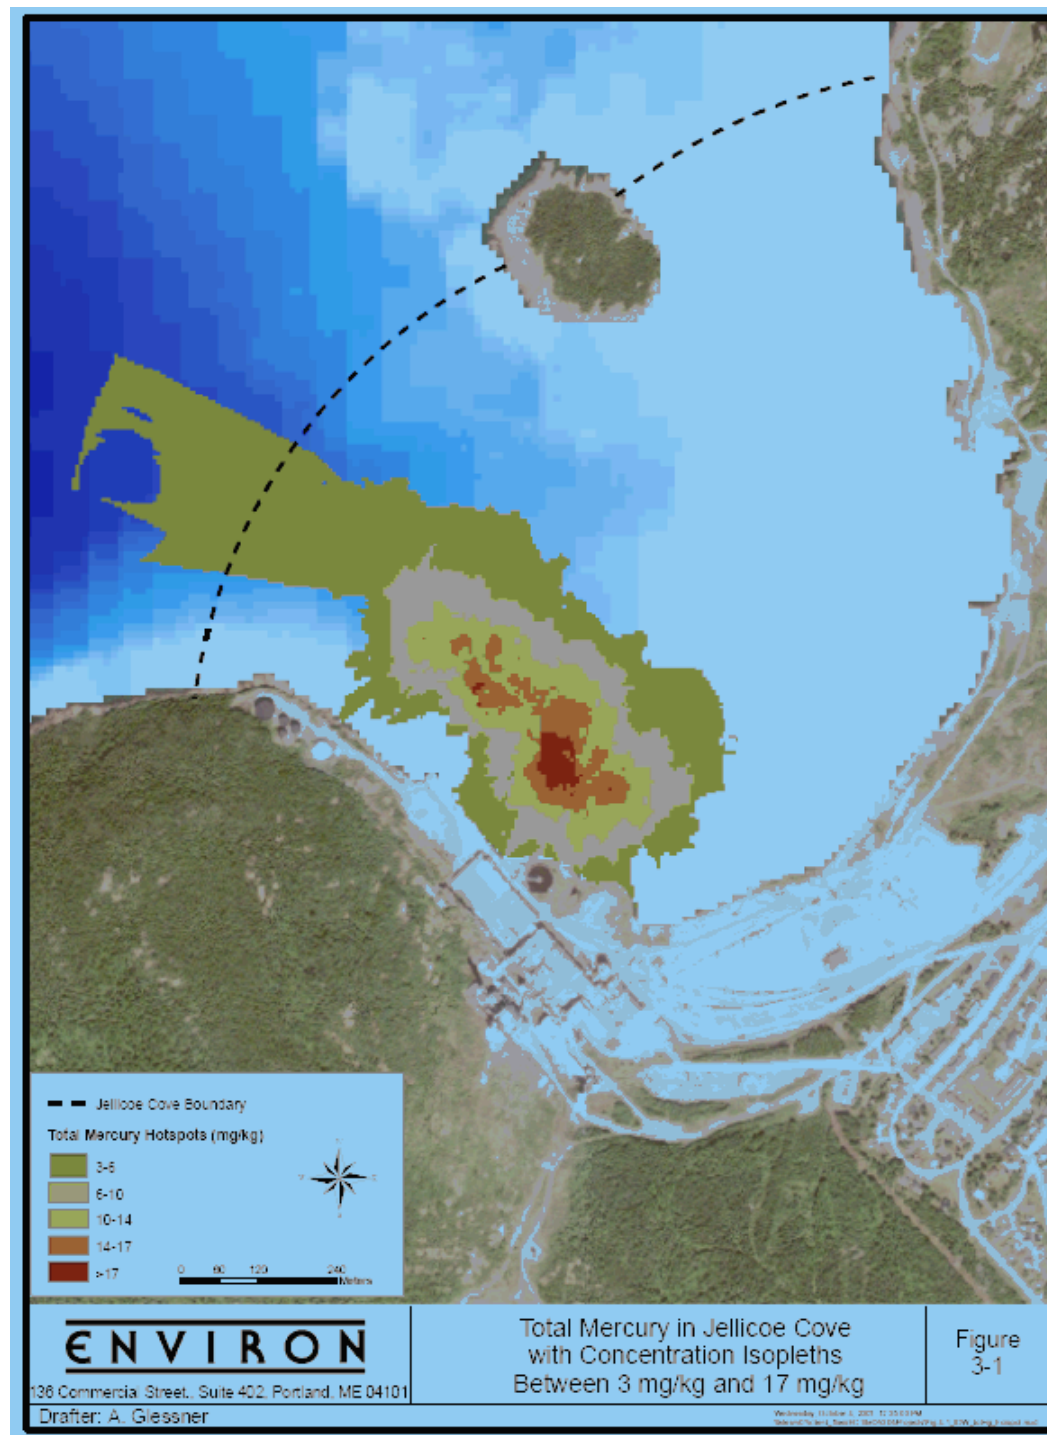 Jellicoe Cove Boundary
Total Mercury Hotspots (mg/kg)
3-6
6-10
10-14
14-17
>17
0 60 120 240
Meters
ENVIRON
136 Commercial Street., Suite 402, Portland, ME 04101
Drafter: A. Glessner
Total Mercury in Jellicoe Cove
with Concentration Isopleths
Between 3 mg/kg and 17 mg/kg
Figure
3-1